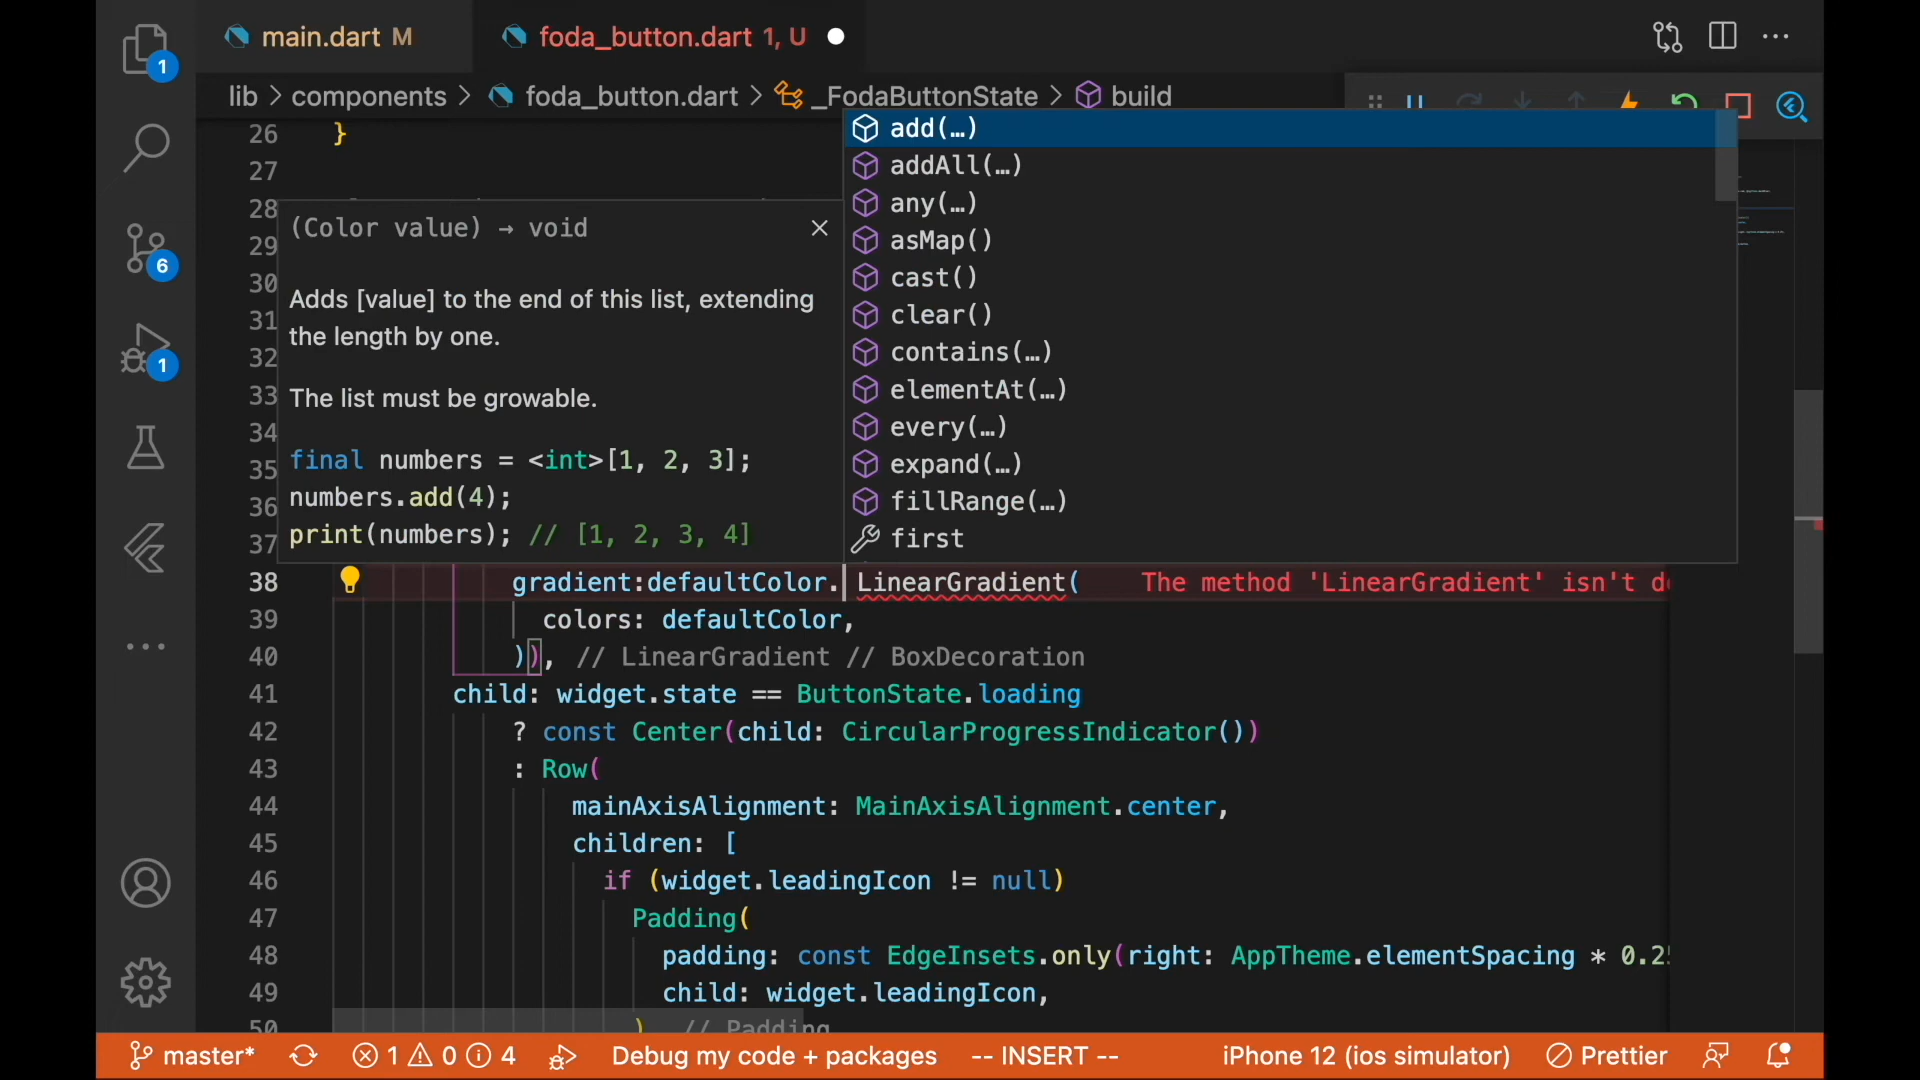 main.dart M
foda_button.dart 1, U
lib > components > foda_button.dart > _FodaButtonState > build
1
6
1
26 }
27
28
29
30
31
32
33
34
35
36
37
(Color value) → void
Adds [value] to the end of this list, extending
the length by one.
The list must be growable.
final numbers = <int>[1, 2, 3];
numbers.add(4);
print(numbers); // [1, 2, 3, 4]
add(…)
addAll(…)
any(…)
asMap()
cast()
clear()
contains(…)
elementAt(…)
every(…)
expand(…)
fillRange(…)
first
38 gradient:defaultColor. LinearGradient( The method 'LinearGradient' isn't
39 colors: defaultColor,
40 )), // LinearGradient // BoxDecoration
41 child: widget.state == ButtonState.loading
42 ? const Center(child: CircularProgressIndicator())
43 : Row(
44 mainAxisAlignment: MainAxisAlignment.center,
45 children: [
46 if (widget.leadingIcon != null)
47 Padding(
48 padding: const EdgeInsets.only(right: AppTheme.elementSpacing * 0.25
49 child: widget.leadingIcon,
50 ) // Padding
master* 1 0 4 Debug my code + packages -- INSERT -- iPhone 12 (ios simulator) Prettier